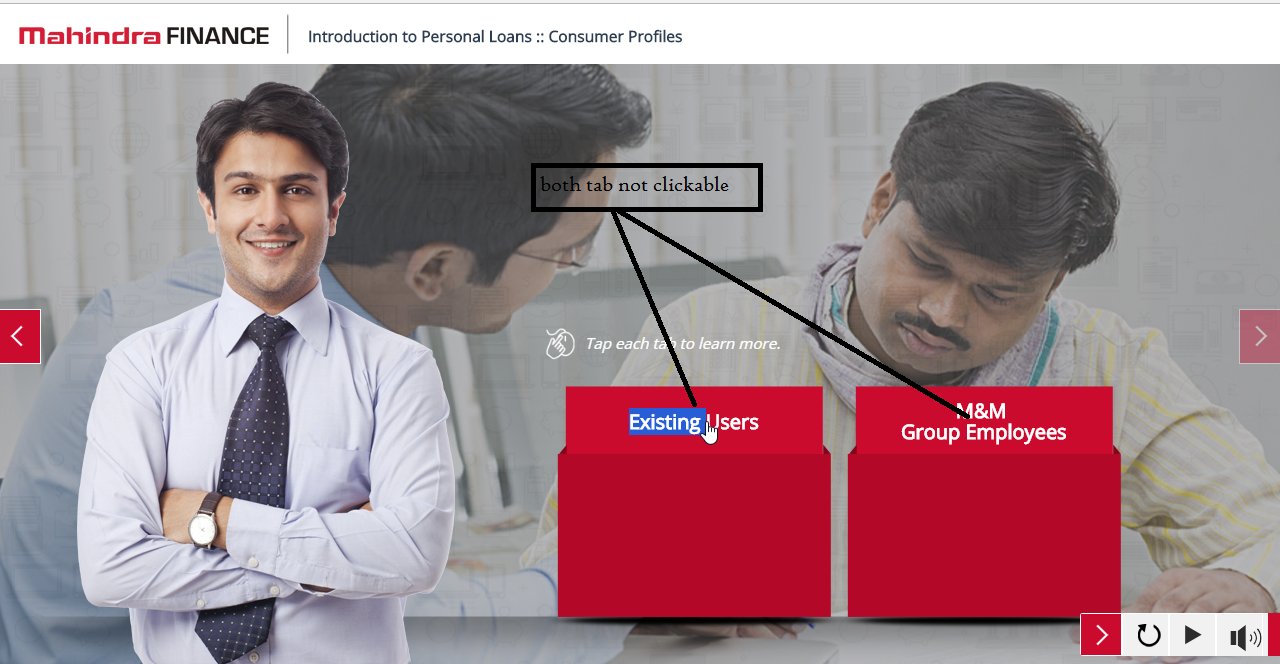 Mahindra FINANCE
Introduction to Personal Loans :: Consumer Profiles
both tab not clickable
Tap each tab to learn more.
Existing Users
M&M
Group Employees